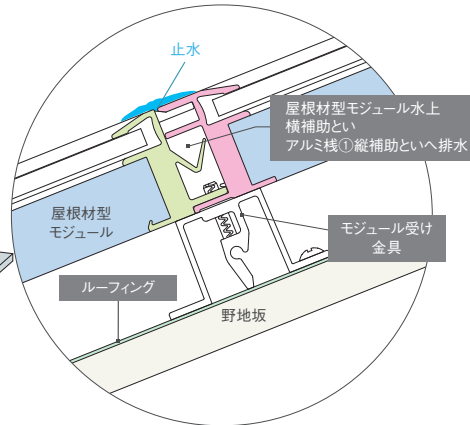 止水
屋根材型モジュール水上
横補助とい
アルミ桟①縦補助といへ排水
屋根材型
モジュール
モジュール受け
金具
ルーフィング
野地坂